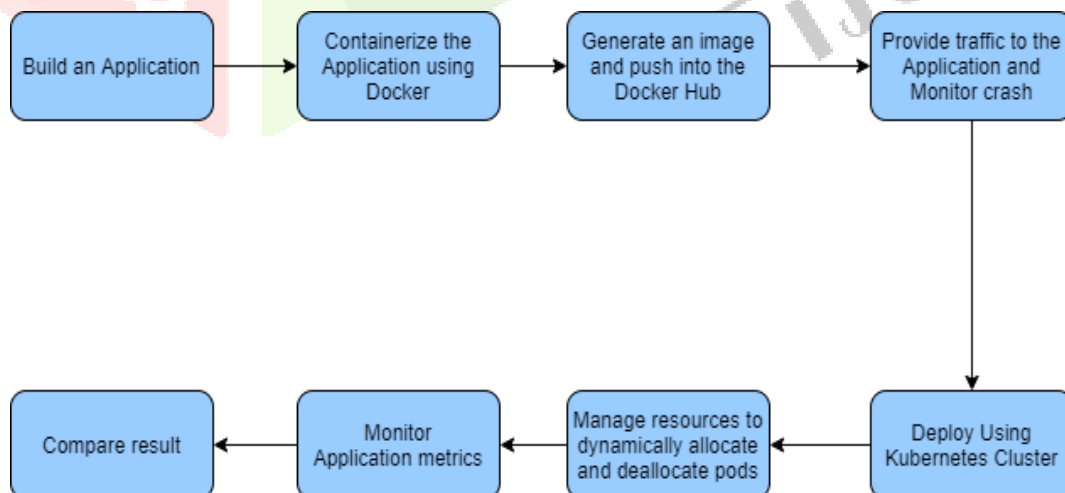 Build an Application
Containerize the
Application using
Docker
Generate an image
and push into the
Docker Hub
Provide traffic to the
Application and
Monitor crash
Compare result
Monitor
Application metrics
Manage resources to
dynamically allocate
and deallocate pods
Deploy Using
Kubernetes Cluster